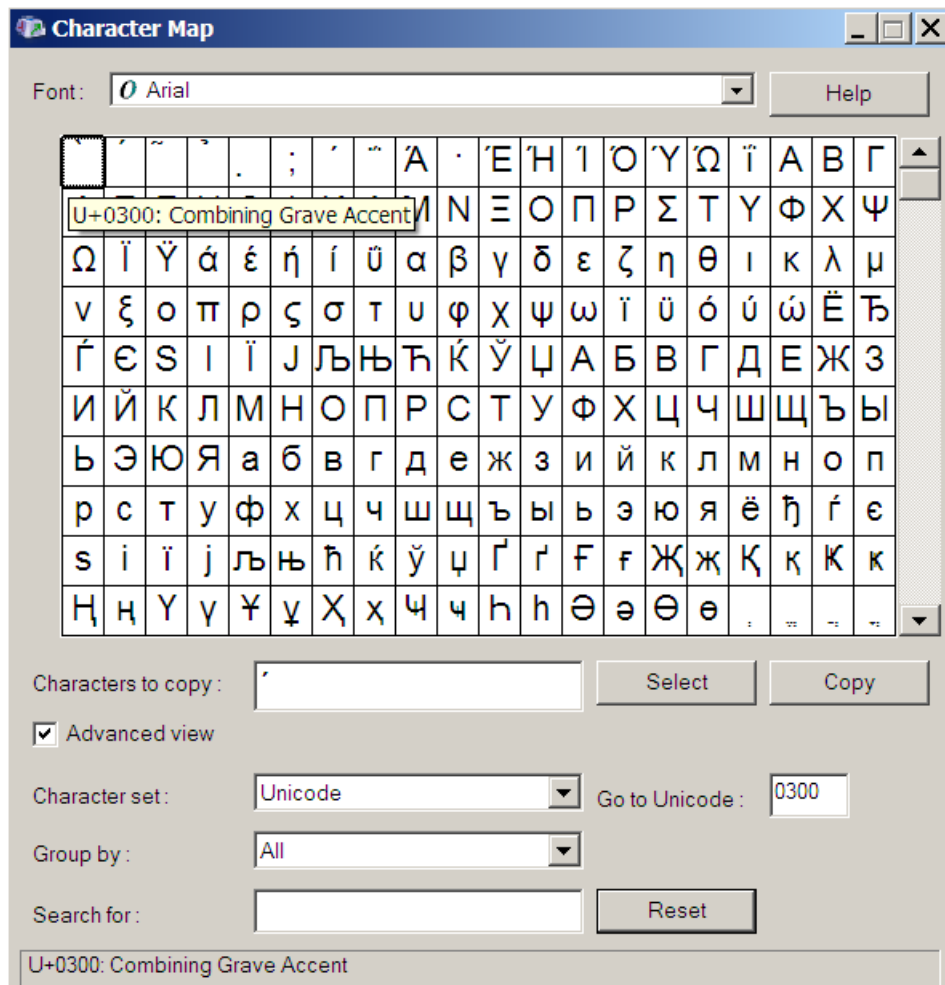 Character Map
Font : O Arial Help
; ΄ ΅ Ά · Έ Ή Ί Ό Ύ Ώ ΐ Α Β Γ
U+0300: Combining Grave Accent Μ Ν Ξ Ο Π Ρ Σ Τ Υ Φ Χ Ψ
Ω Ϊ Ϋ ά έ ή ί ΰ α β γ δ ε ζ η θ ι κ λ μ
ν ξ ο π ρ ς σ τ υ φ χ ψ ω ϊ ϋ ό ύ ώ Ё Ђ
Ѓ Є Ѕ І Ї Ј Љ Њ Ћ Ќ Ў Џ А Б В Г Д Е Ж З
И Й К Л М Н О П Р С Т У Ф Х Ц Ч Ш Щ Ъ Ы
Ь Э Ю Я а б в г д е ж з и й к л м н о п
р с т у ф х ц ч ш щ ъ ы ь э ю я ё ђ ѓ є
ѕ і ї ј љ њ ћ ќ ў џ Ґ ґ Ғ ғ Җ җ Қ қ Ҝ ҝ
Ң ң Ү ү Ұ ұ Ҳ ҳ Ҹ ҹ Һ һ Ә ә Ө ө
Characters to copy : ́ Select Copy
Advanced view
Character set : Unicode Go to Unicode : 0300
Group by : All
Search for : Reset
U+0300: Combining Grave Accent